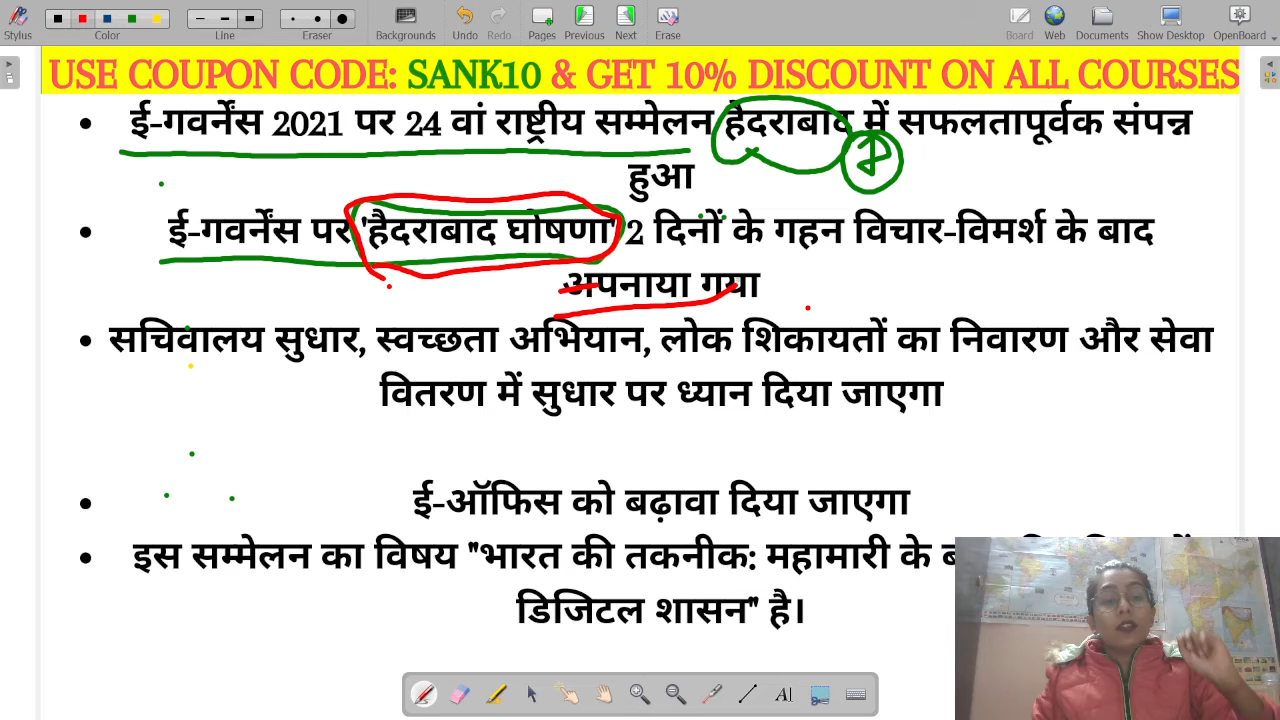 Stylus
Color
Line
Eraser
Backgrounds
Undo
Redo
Pages
Previous
Next
Erase
Board
Web
Documents
Show Desktop
OpenBoard
USE COUPON CODE: SANK10 & GET 10% DISCOUNT ON ALL COURSES
• ई-गवर्नेंस 2021 पर 24 वां राष्ट्रीय सम्मेलन हैदराबाद में सफलतापूर्वक संपन्न
हुआ
• ई-गवर्नेंस पर 'हैदराबाद घोषणा' 2 दिनों के गहन विचार-विमर्श के बाद
अपनाया गया
• सचिवालय सुधार, स्वच्छता अभियान, लोक शिकायतों का निवारण और सेवा
वितरण में सुधार पर ध्यान दिया जाएगा
• ई-ऑफिस को बढ़ावा दिया जाएगा
• इस सम्मेलन का विषय "भारत की तकनीक: महामारी के
डिजिटल शासन" है।
AI